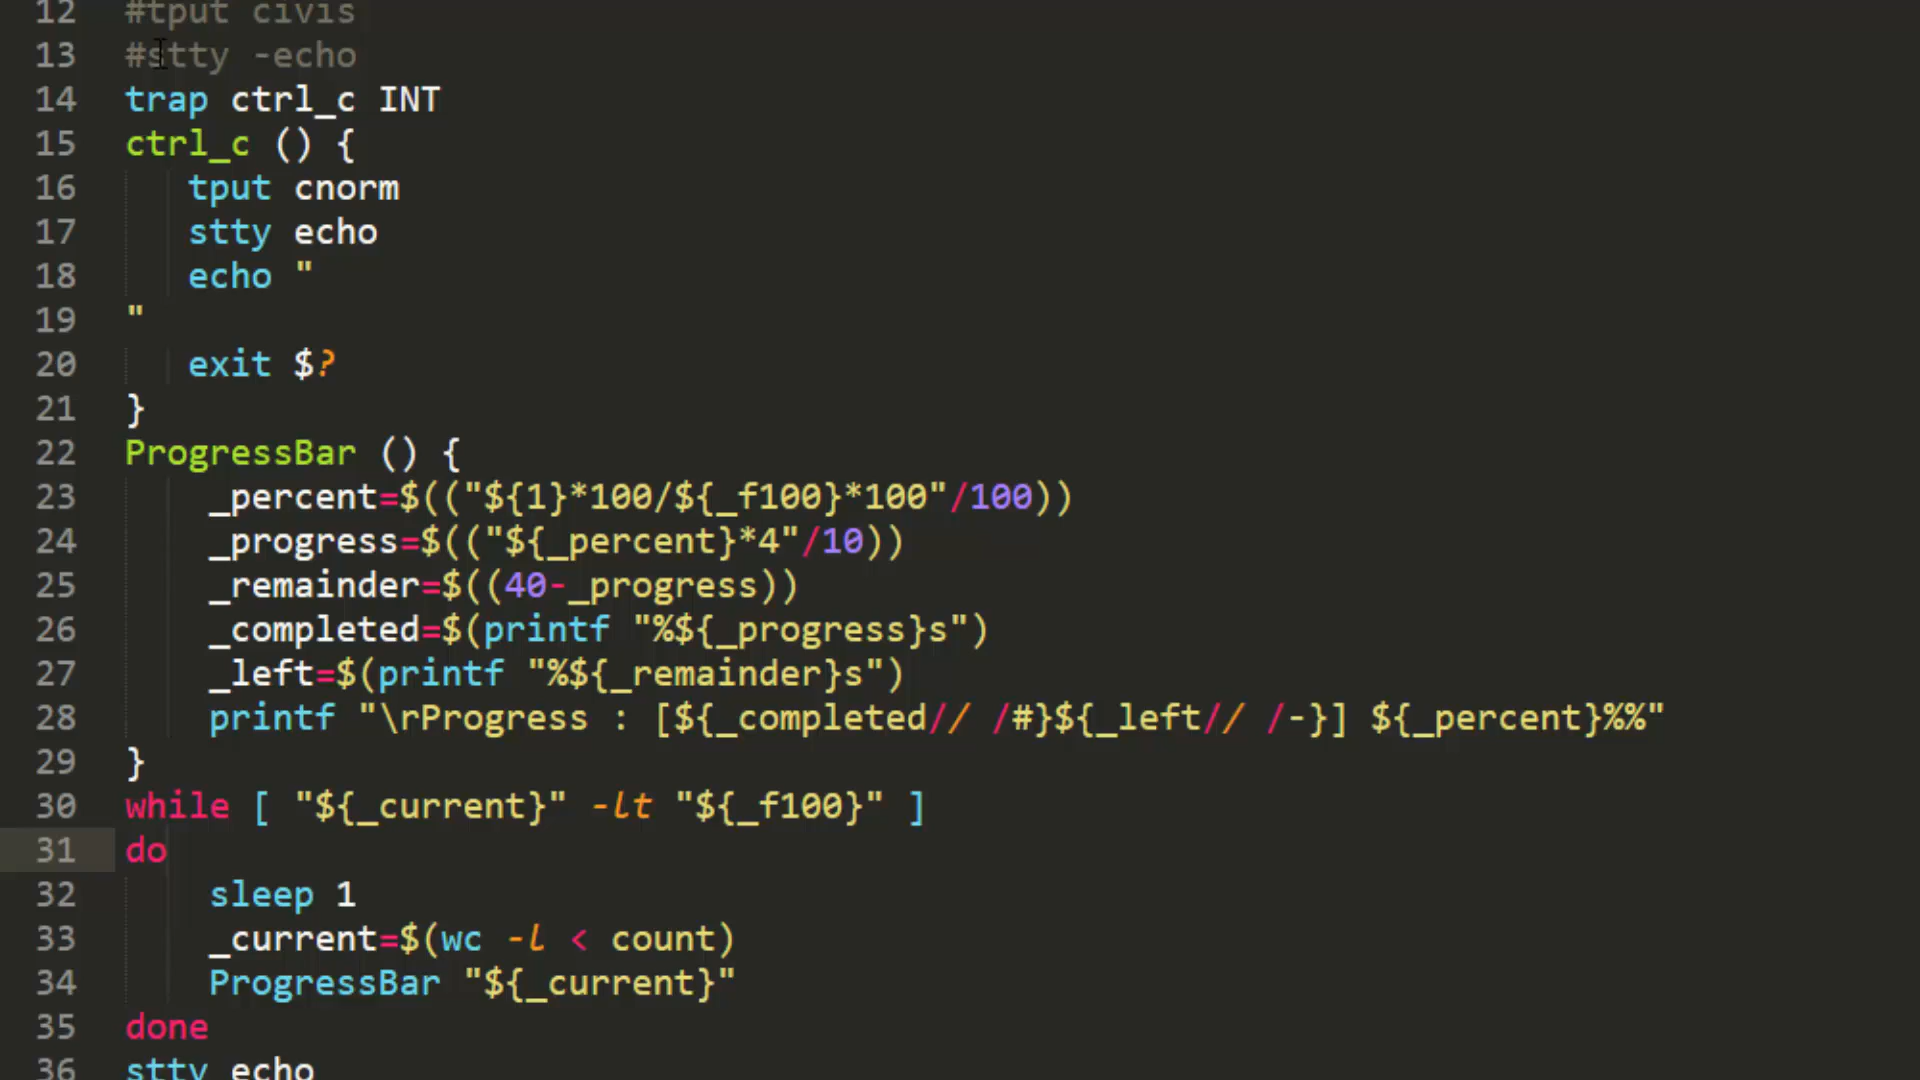 12 #tput civis
13 #stty -echo
14 trap ctrl_c INT
15 ctrl_c () {
16 tput cnorm
17 stty echo
18 echo "
19 "
20 exit $?
21 }
22 ProgressBar () {
23 _percent=$(("${1}*100/${_f100}*100"/100))
24 _progress=$(("${_percent}*4"/10))
25 _remainder=$((40-_progress))
26 _completed=$(printf "%${_progress}s")
27 _left=$(printf "%${_remainder}s")
28 printf "\rProgress : [${_completed// /#}${_left// /-}] ${_percent}%%"
29 }
30 while [ "${_current}" -lt "${_f100}" ]
31 do
32 sleep 1
33 _current=$(wc -l < count)
34 ProgressBar "${_current}"
35 done
36 stty echo